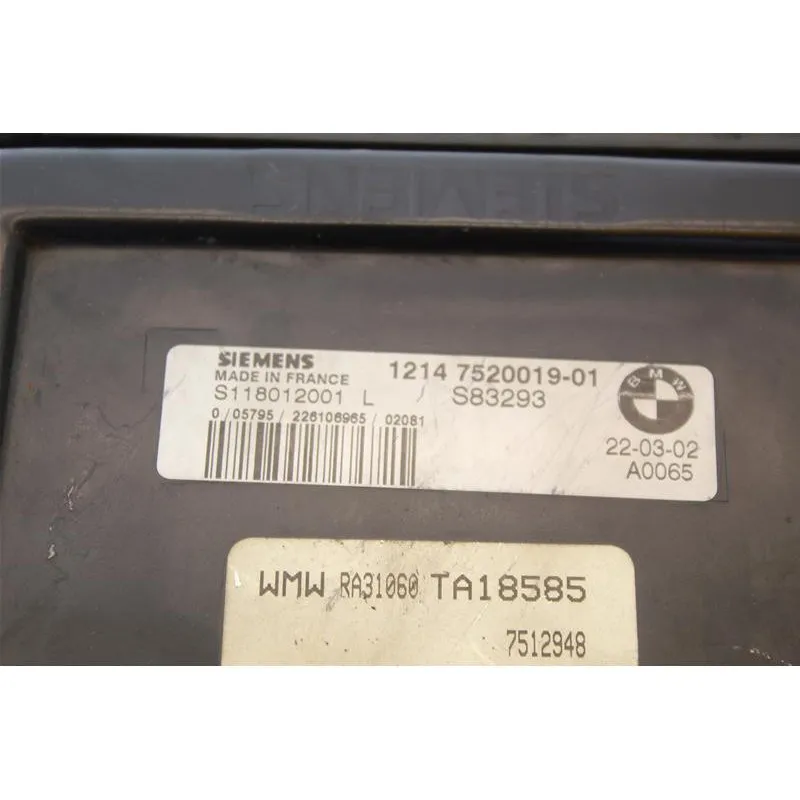 SIEMENS
SIEMENS 1214 7520019-01
MADE IN FRANCE
S118012001 L / S83293
0/05795/226106965/02081
BMW
22-03-02
A0065
WMW RA31060 TA18585
7512948